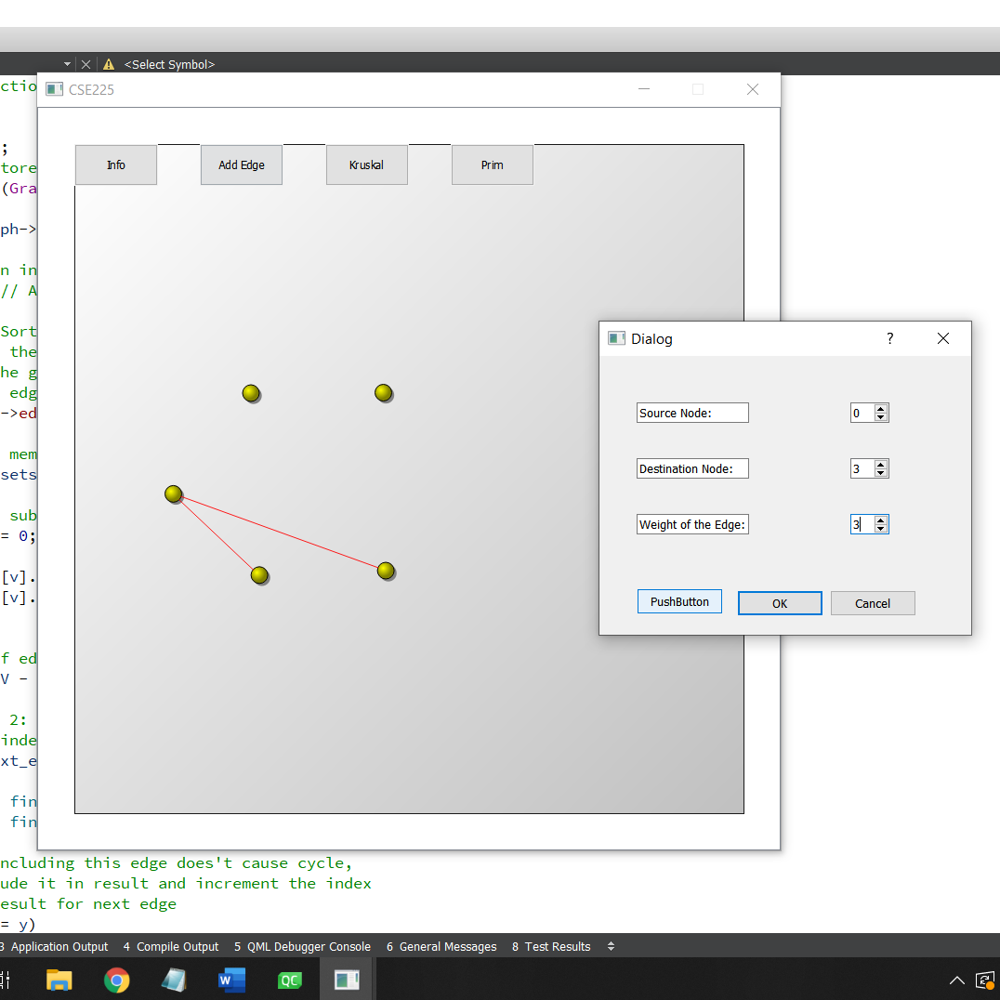 <Select Symbol>
ctio
CSE225
;
Info
Add Edge
Kruskal
Prim
tore
(Gra
ph->
n in
// A
Sort
Dialog
?
the
he g
edg
->ed
Source Node:
0
mem
sets
Destination Node:
3
sub
= 0;
Weight of the Edge:
3
[v].
[v].
PushButton
OK
Cancel
f ed
V -
2:
inde
xt_e
fin
fin
ncluding this edge does't cause cycle,
ude it in result and increment the index
esult for next edge
= y)
3 Application Output 4 Compile Output 5 QML Debugger Console 6 General Messages 8 Test Results
W
QC